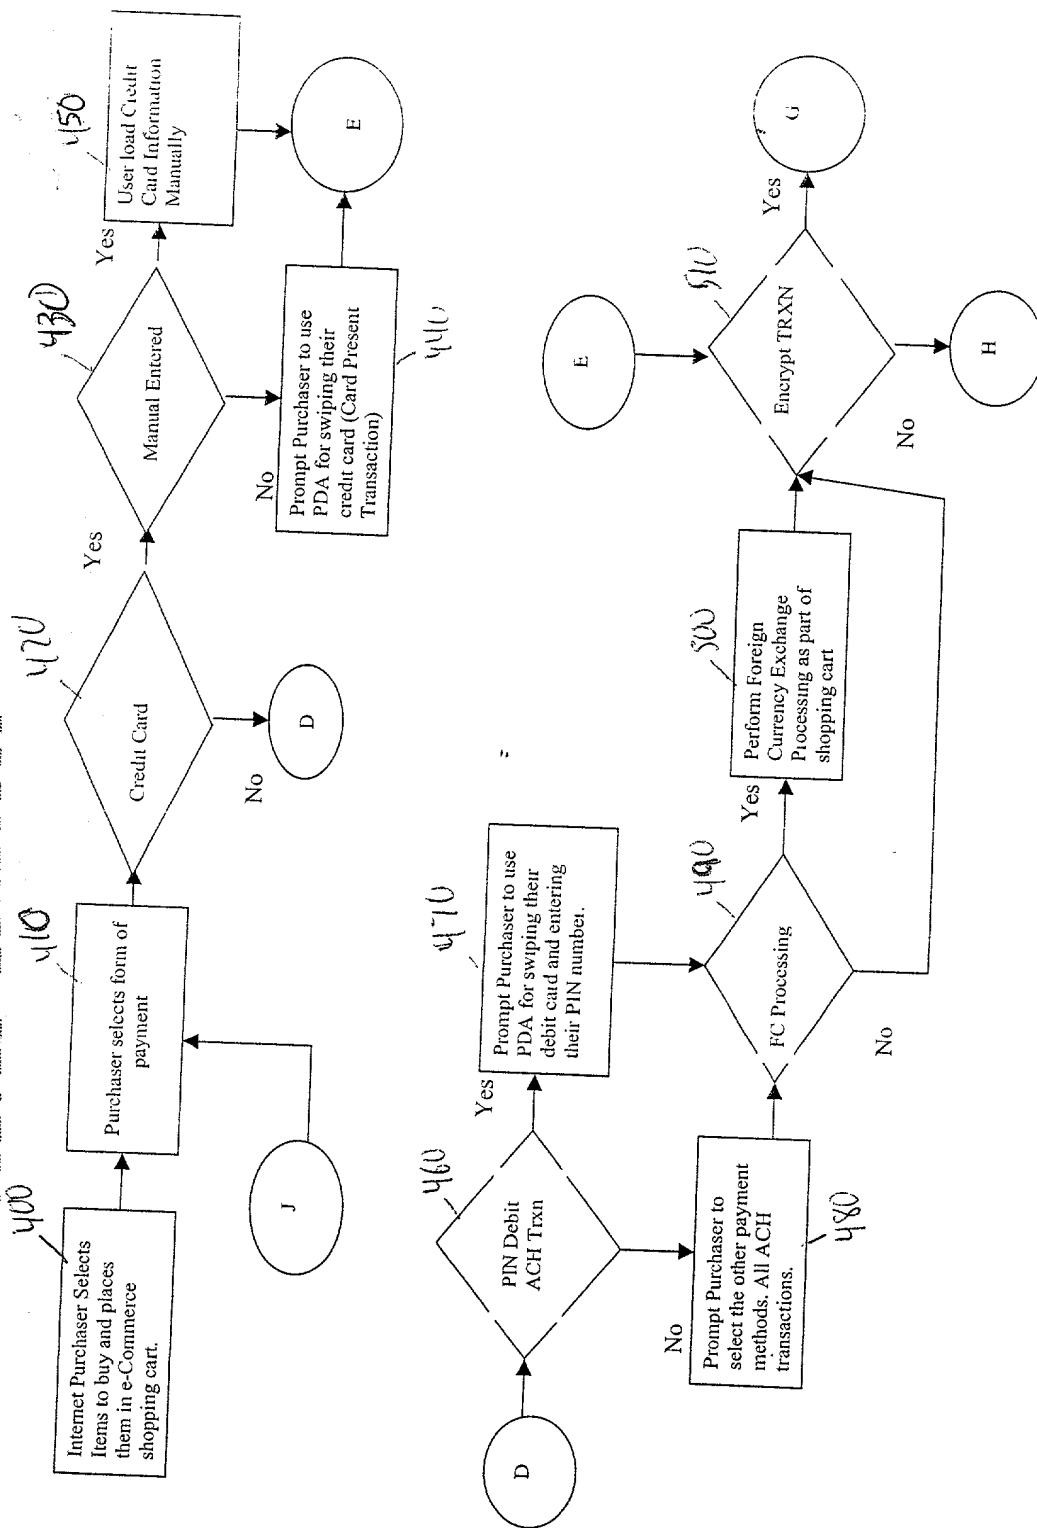 400
Internet Purchaser Selects
Items to buy and places
them in e-Commerce
shopping cart.
410
Purchaser selects form of
payment
J
420
Credit Card
Yes
No
D
430
Manual Entered
Yes
No
450
User load Credit
Card Information
Manually
Prompt Purchaser to use
PDA for swiping their
credit card (Card Present
Transaction)
440
E
D
460
PIN Debit
ACH Trxn
Yes
No
470
Prompt Purchaser to use
PDA for swiping their
debit card and entering
their PIN number.
Prompt Purchaser to
select the other payment
methods. All ACH
transactions.
480
490
FC Processing
Yes
No
500
Perform Foreign
Currency Exchange
Processing as part of
shopping cart
E
510
Encrypt TRXN
Yes
No
G
H